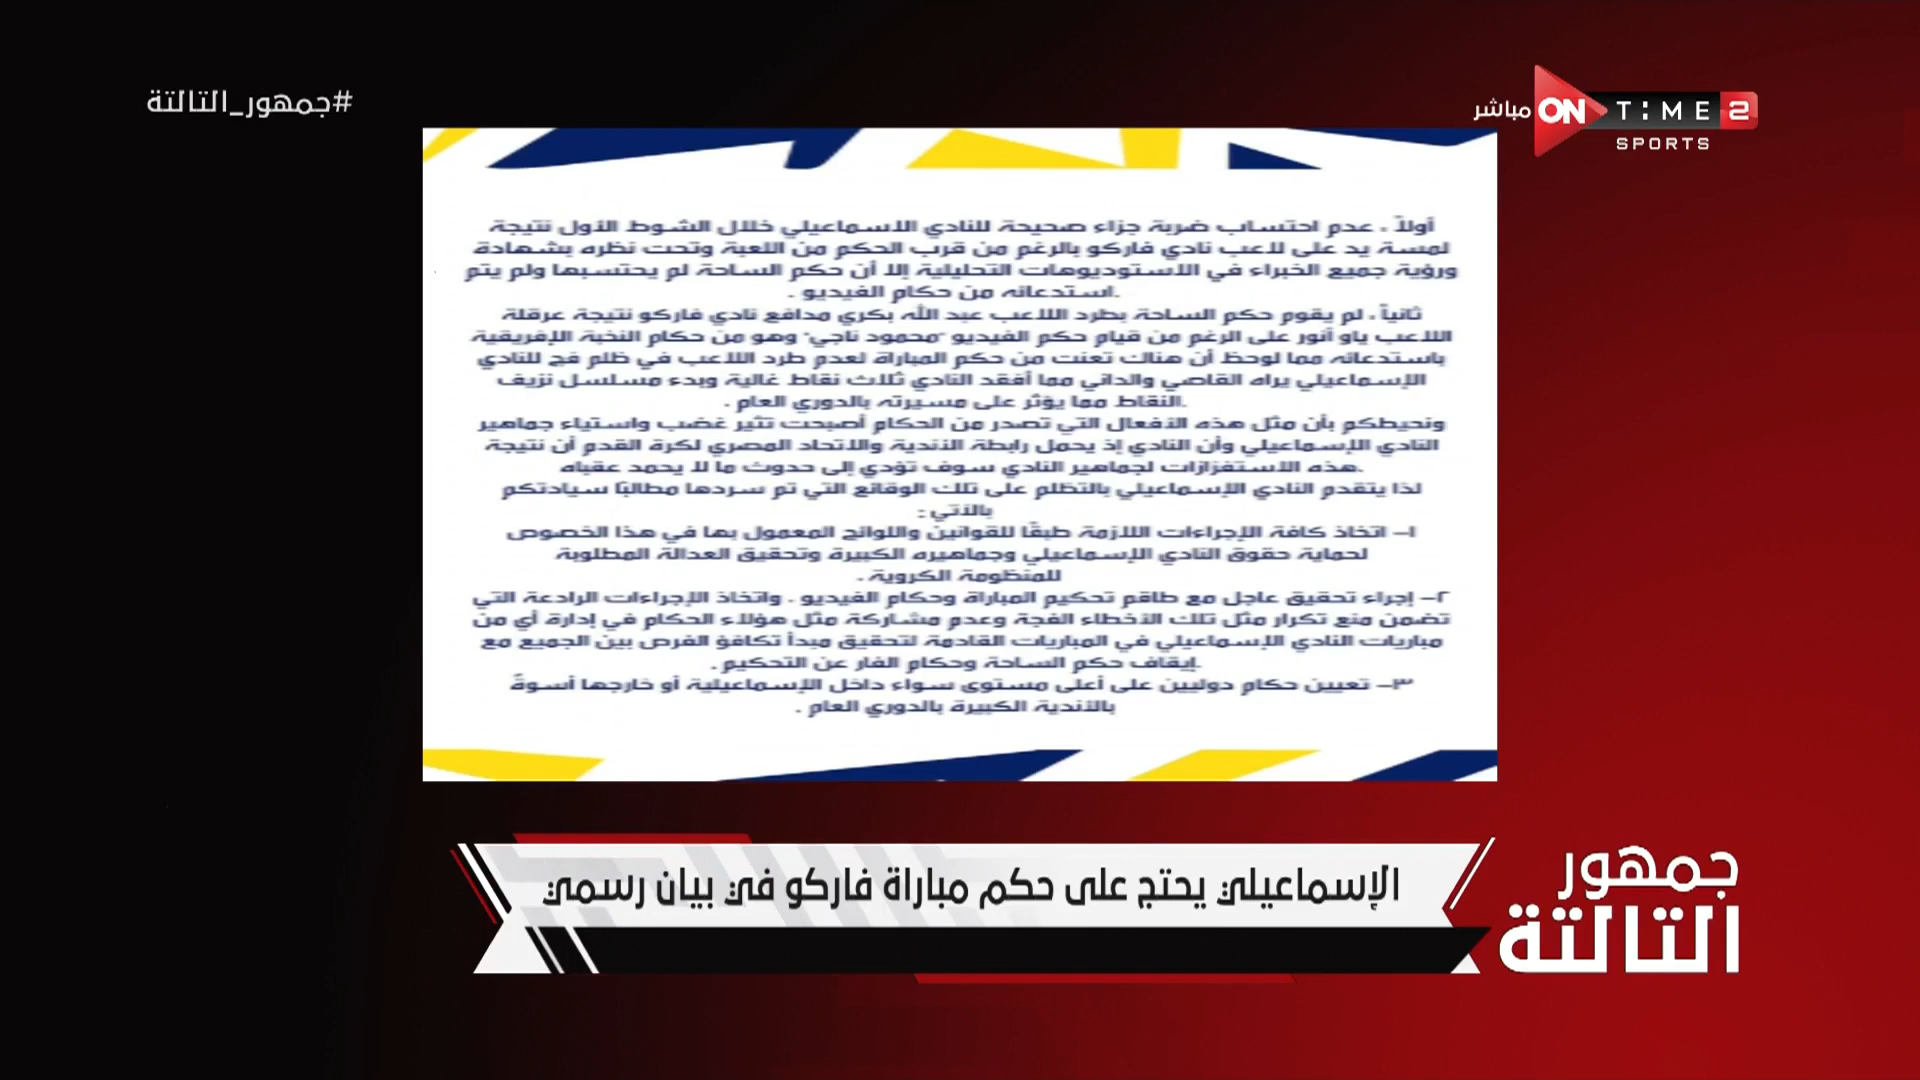 #جمهور_التالتة
مباشر ON TIME 2
SPORTS
أولاً . عدم احتساب ضربة جزاء صحيحة للنادي الاسماعيلي خلال الشوط الأول نتيجة
لمسة يد على لاعب نادي فاركو بالرغم من قرب الحكم من اللعبة وتحت نظره بشهادة
ورؤية جميع الخبراء في الاستوديوهات التحليلية إلا أن حكم الساحة لم يحتسبها ولم يتم
.استدعائه من حكام الفيديو .
ثانياً . لم يقوم حكم الساحة بطرد اللاعب عبد الله بكري مدافع نادي فاركو نتيجة عرقلة
اللاعب ياو أنور على الرغم من قيام حكم الفيديو "محمود ناجي" وهو من حكام النخبة الإفريقية
باستدعائه مما لوحظ أن هناك تعنت من حكم المباراة لعدم طرد اللاعب في ظلم فج للنادي
الإسماعيلي يراه القاصي والداني مما أفقد النادي ثلاث نقاط غالية وبدء مسلسل نزيف
.النقاط مما يؤثر على مسيرته بالدوري العام .
ونحيطكم بأن مثل هذه الأفعال التي تصدر من الحكام أصبحت تثير غضب واستياء جماهير
النادي الإسماعيلي وأن النادي إذ يحمل رابطة الأندية والاتحاد المصري لكرة القدم أن نتيجة
.هذه الاستفزازات لجماهير النادي سوف تؤدي إلى حدوث ما لا يحمد عقباه
لذا يتقدم النادي الإسماعيلي بالتظلم على تلك الوقائع التي تم سردها مطالبًا سيادتكم
بالآتي :
١– اتخاذ كافة الإجراءات اللازمة طبقًا للقوانين واللوائح المعمول بها في هذا الخصوص
لحماية حقوق النادي الإسماعيلي وجماهيره الكبيرة وتحقيق العدالة المطلوبة
للمنظومة الكروية .
٢– إجراء تحقيق عاجل مع طاقم تحكيم المباراة وحكام الفيديو . واتخاذ الإجراءات الرادعة التي
تضمن منع تكرار مثل تلك الأخطاء الفجة وعدم مشاركة مثل هؤلاء الحكام في إدارة أي من
مباريات النادي الإسماعيلي في المباريات القادمة لتحقيق مبدأ تكافؤ الفرص بين الجميع مع
.إيقاف حكم الساحة وحكام الفار عن التحكيم .
٣– تعيين حكام دوليين على أعلى مستوى سواء داخل الإسماعيلية أو خارجها أسوةً
بالأندية الكبيرة بالدوري العام .
الإسماعيلي يحتج على حكم مباراة فاركو في بيان رسمي
جمهور
التالتة